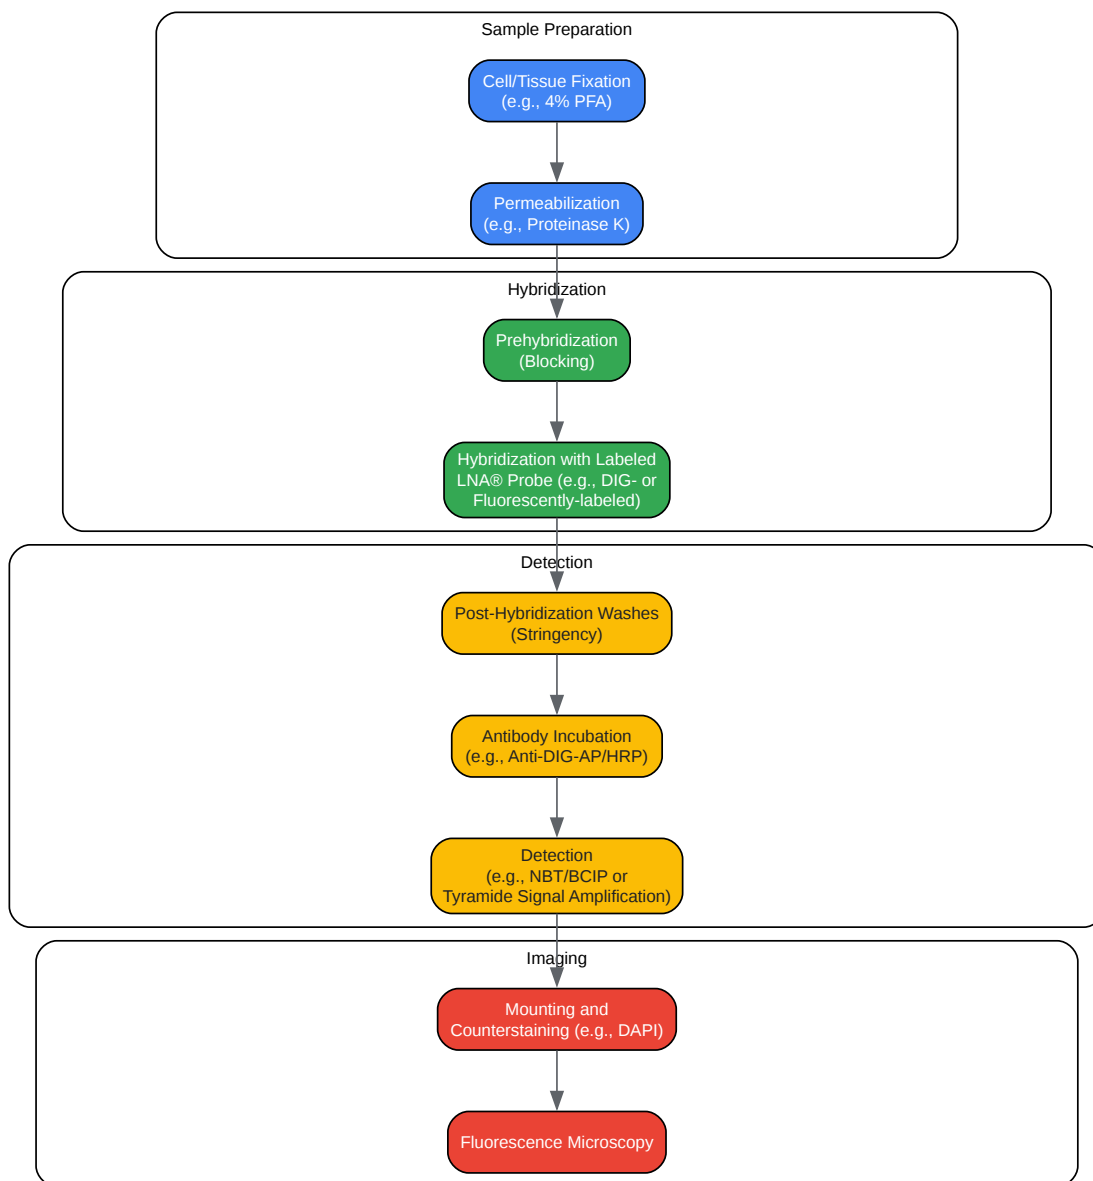 Sample Preparation
Cell/Tissue Fixation
(e.g., 4% PFA)
Permeabilization
(e.g., Proteinase K)
Hybridization
Prehybridization
(Blocking)
Hybridization with Labeled
LNA® Probe (e.g., DIG- or
Fluorescently-labeled)
Detection
Post-Hybridization Washes
(Stringency)
Antibody Incubation
(e.g., Anti-DIG-AP/HRP)
Detection
(e.g., NBT/BCIP or
Tyramide Signal Amplification)
Imaging
Mounting and
Counterstaining (e.g., DAPI)
Fluorescence Microscopy